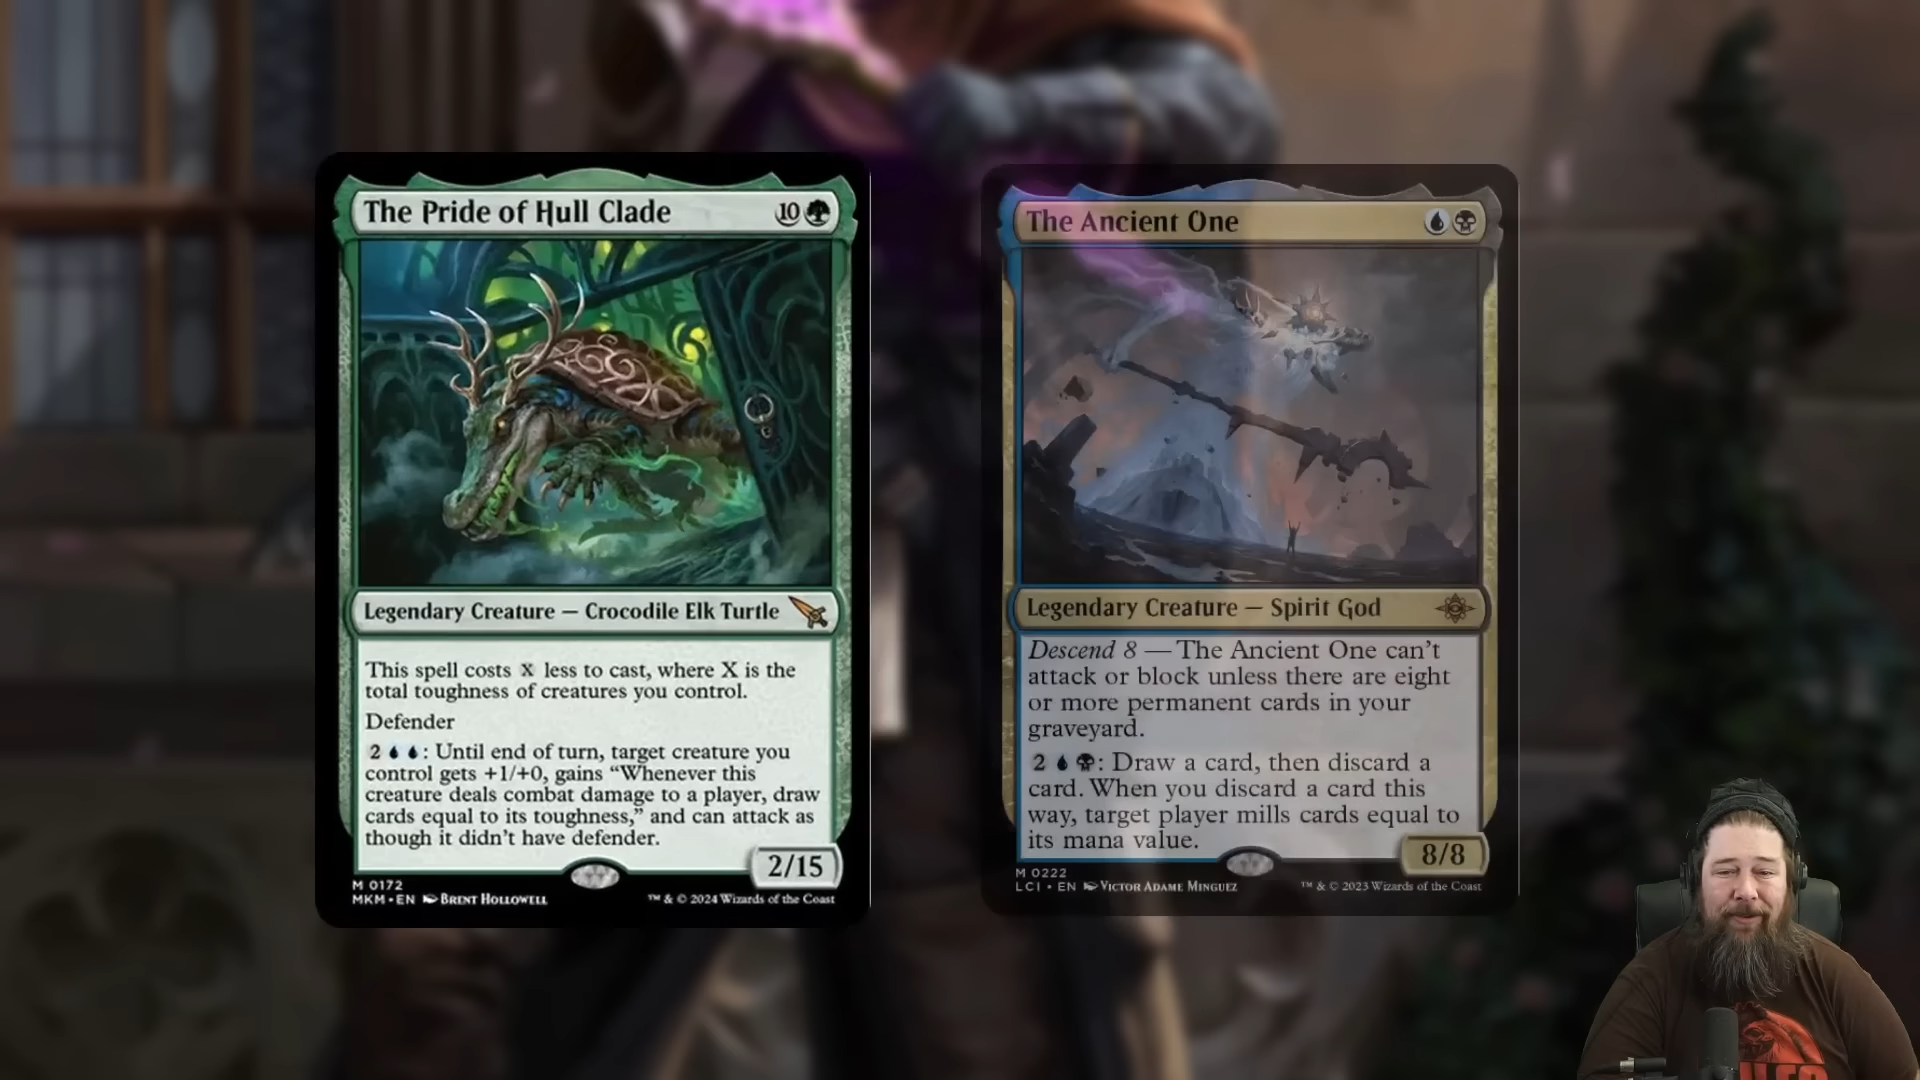 The Pride of Hull Clade
10
Legendary Creature — Crocodile Elk Turtle
This spell costs X less to cast, where X is the
total toughness of creatures you control.
Defender
2 : Until end of turn, target creature you
control gets +1/+0, gains “Whenever this
creature deals combat damage to a player, draw
cards equal to its toughness,” and can attack as
though it didn’t have defender.
2/15
M 0172
MKM • EN Brent Hollowell
™ & © 2024 Wizards of the Coast
The Ancient One
Legendary Creature — Spirit God
Descend 8 — The Ancient One can’t
attack or block unless there are eight
or more permanent cards in your
graveyard.
2 : Draw a card, then discard a
card. When you discard a card this
way, target player mills cards equal to
its mana value.
8/8
M 0222
LCI • EN Victor Adame Minguez
™ & © 2023 Wizards of the Coast